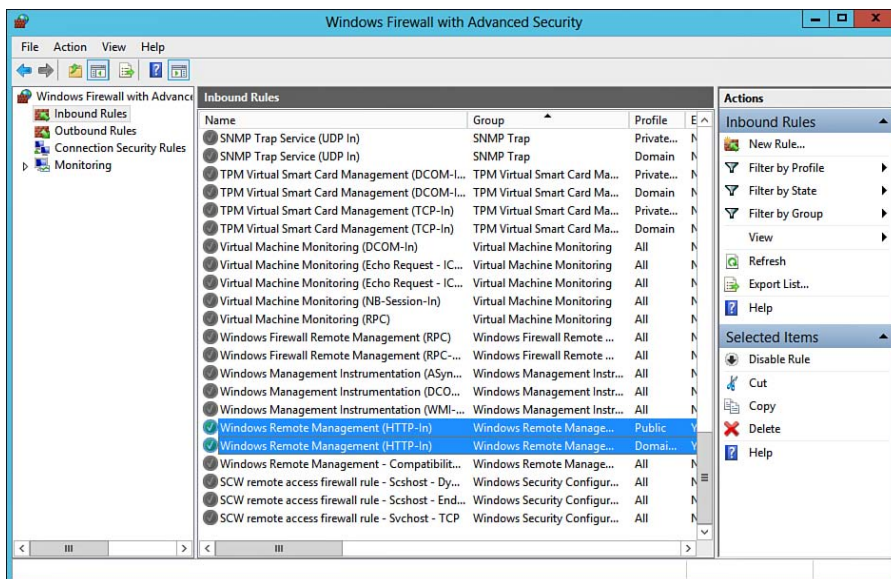 Windows Firewall with Advanced Security
x
File Action View Help
Windows Firewall with Advance
Inbound Rules
Outbound Rules
Connection Security Rules
Monitoring
Inbound Rules
Name Group Profile E
SNMP Trap Service (UDP In) SNMP Trap Private... N
SNMP Trap Service (UDP In) SNMP Trap Domain N
TPM Virtual Smart Card Management (DCOM-I... TPM Virtual Smart Card Ma... Private... N
TPM Virtual Smart Card Management (DCOM-I... TPM Virtual Smart Card Ma... Domain N
TPM Virtual Smart Card Management (TCP-In) TPM Virtual Smart Card Ma... Private... N
TPM Virtual Smart Card Management (TCP-In) TPM Virtual Smart Card Ma... Domain N
Virtual Machine Monitoring (DCOM-In) Virtual Machine Monitoring All N
Virtual Machine Monitoring (Echo Request - IC... Virtual Machine Monitoring All N
Virtual Machine Monitoring (Echo Request - IC... Virtual Machine Monitoring All N
Virtual Machine Monitoring (NB-Session-In) Virtual Machine Monitoring All N
Virtual Machine Monitoring (RPC) Virtual Machine Monitoring All N
Windows Firewall Remote Management (RPC) Windows Firewall Remote ... All N
Windows Firewall Remote Management (RPC-... Windows Firewall Remote ... All N
Windows Management Instrumentation (ASyn... Windows Management Instr... All N
Windows Management Instrumentation (DCO... Windows Management Instr... All N
Windows Management Instrumentation (WMI-... Windows Management Instr... All N
Windows Remote Management (HTTP-In) Windows Remote Manage... Public Y
Windows Remote Management (HTTP-In) Windows Remote Manage... Domai... Y
Windows Remote Management - Compatibilit... Windows Remote Manage... All N
SCW remote access firewall rule - Scshost - Dy... Windows Security Configur... All N
SCW remote access firewall rule - Scshost - End... Windows Security Configur... All N
SCW remote access firewall rule - Svchost - TCP Windows Security Configur... All N
Actions
Inbound Rules
New Rule...
Filter by Profile
Filter by State
Filter by Group
View
Refresh
Export List...
Help
Selected Items
Disable Rule
Cut
Copy
Delete
Help